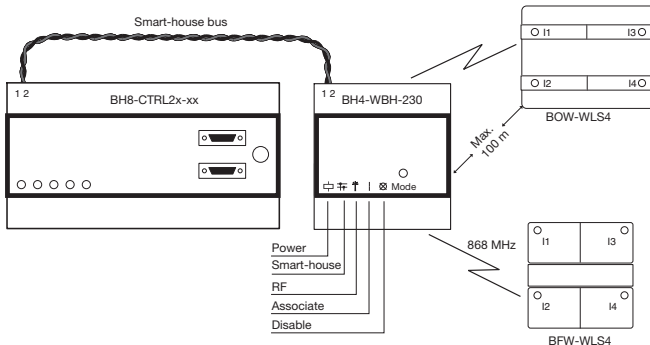 Smart-house bus
1 2
BH8-CTRL2x-xx
1 2
BH4-WBH-230
Mode
Power
Smart-house
RF
Associate
Disable
I1
I3
I2
I4
BOW-WLS4
Max.
100 m
868 MHz
I1
I3
I2
I4
BFW-WLS4